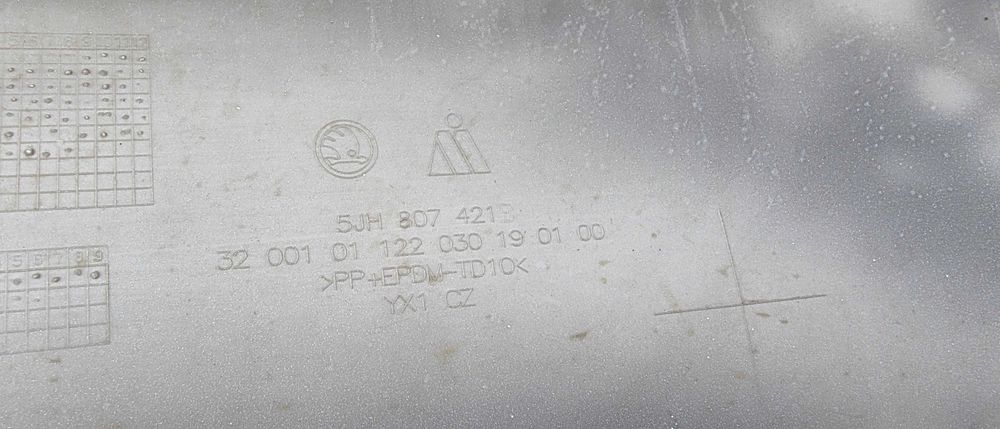 5JH 807 421
32 001 01 122 030 19 01 00
>PP+EPDM-TD10<
YX1 CZ
5 6 7 8 9